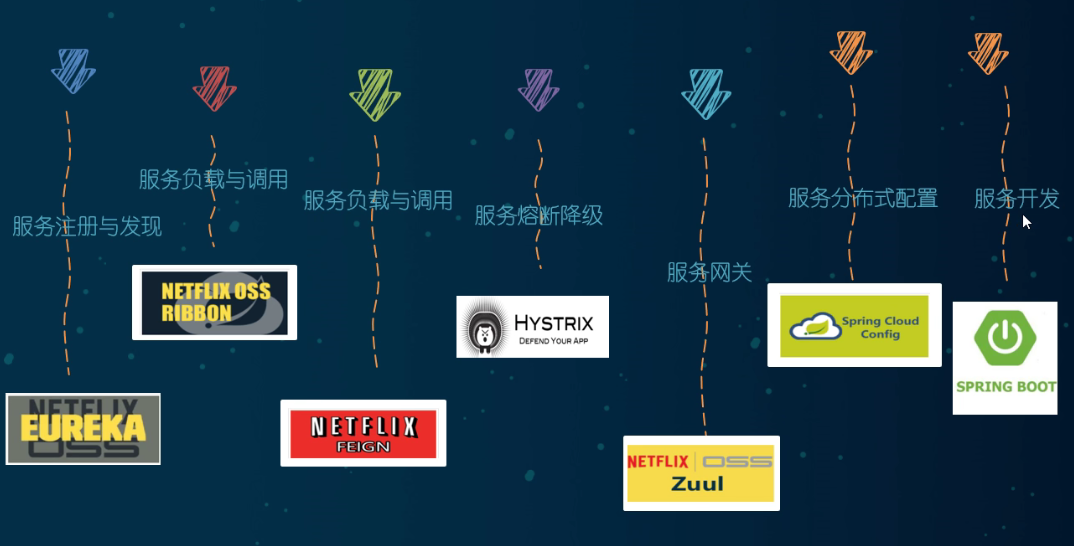 服务注册与发现
NETFLIX
EUREKA
OSS
服务负载与调用
NETFLIX OSS
RIBBON
服务负载与调用
NETFLIX
FEIGN
服务熔断降级
HYSTRIX
DEFEND YOUR APP
服务网关
NETFLIX OSS
Zuul
服务分布式配置
Spring Cloud
Config
服务开发
SPRING BOOT